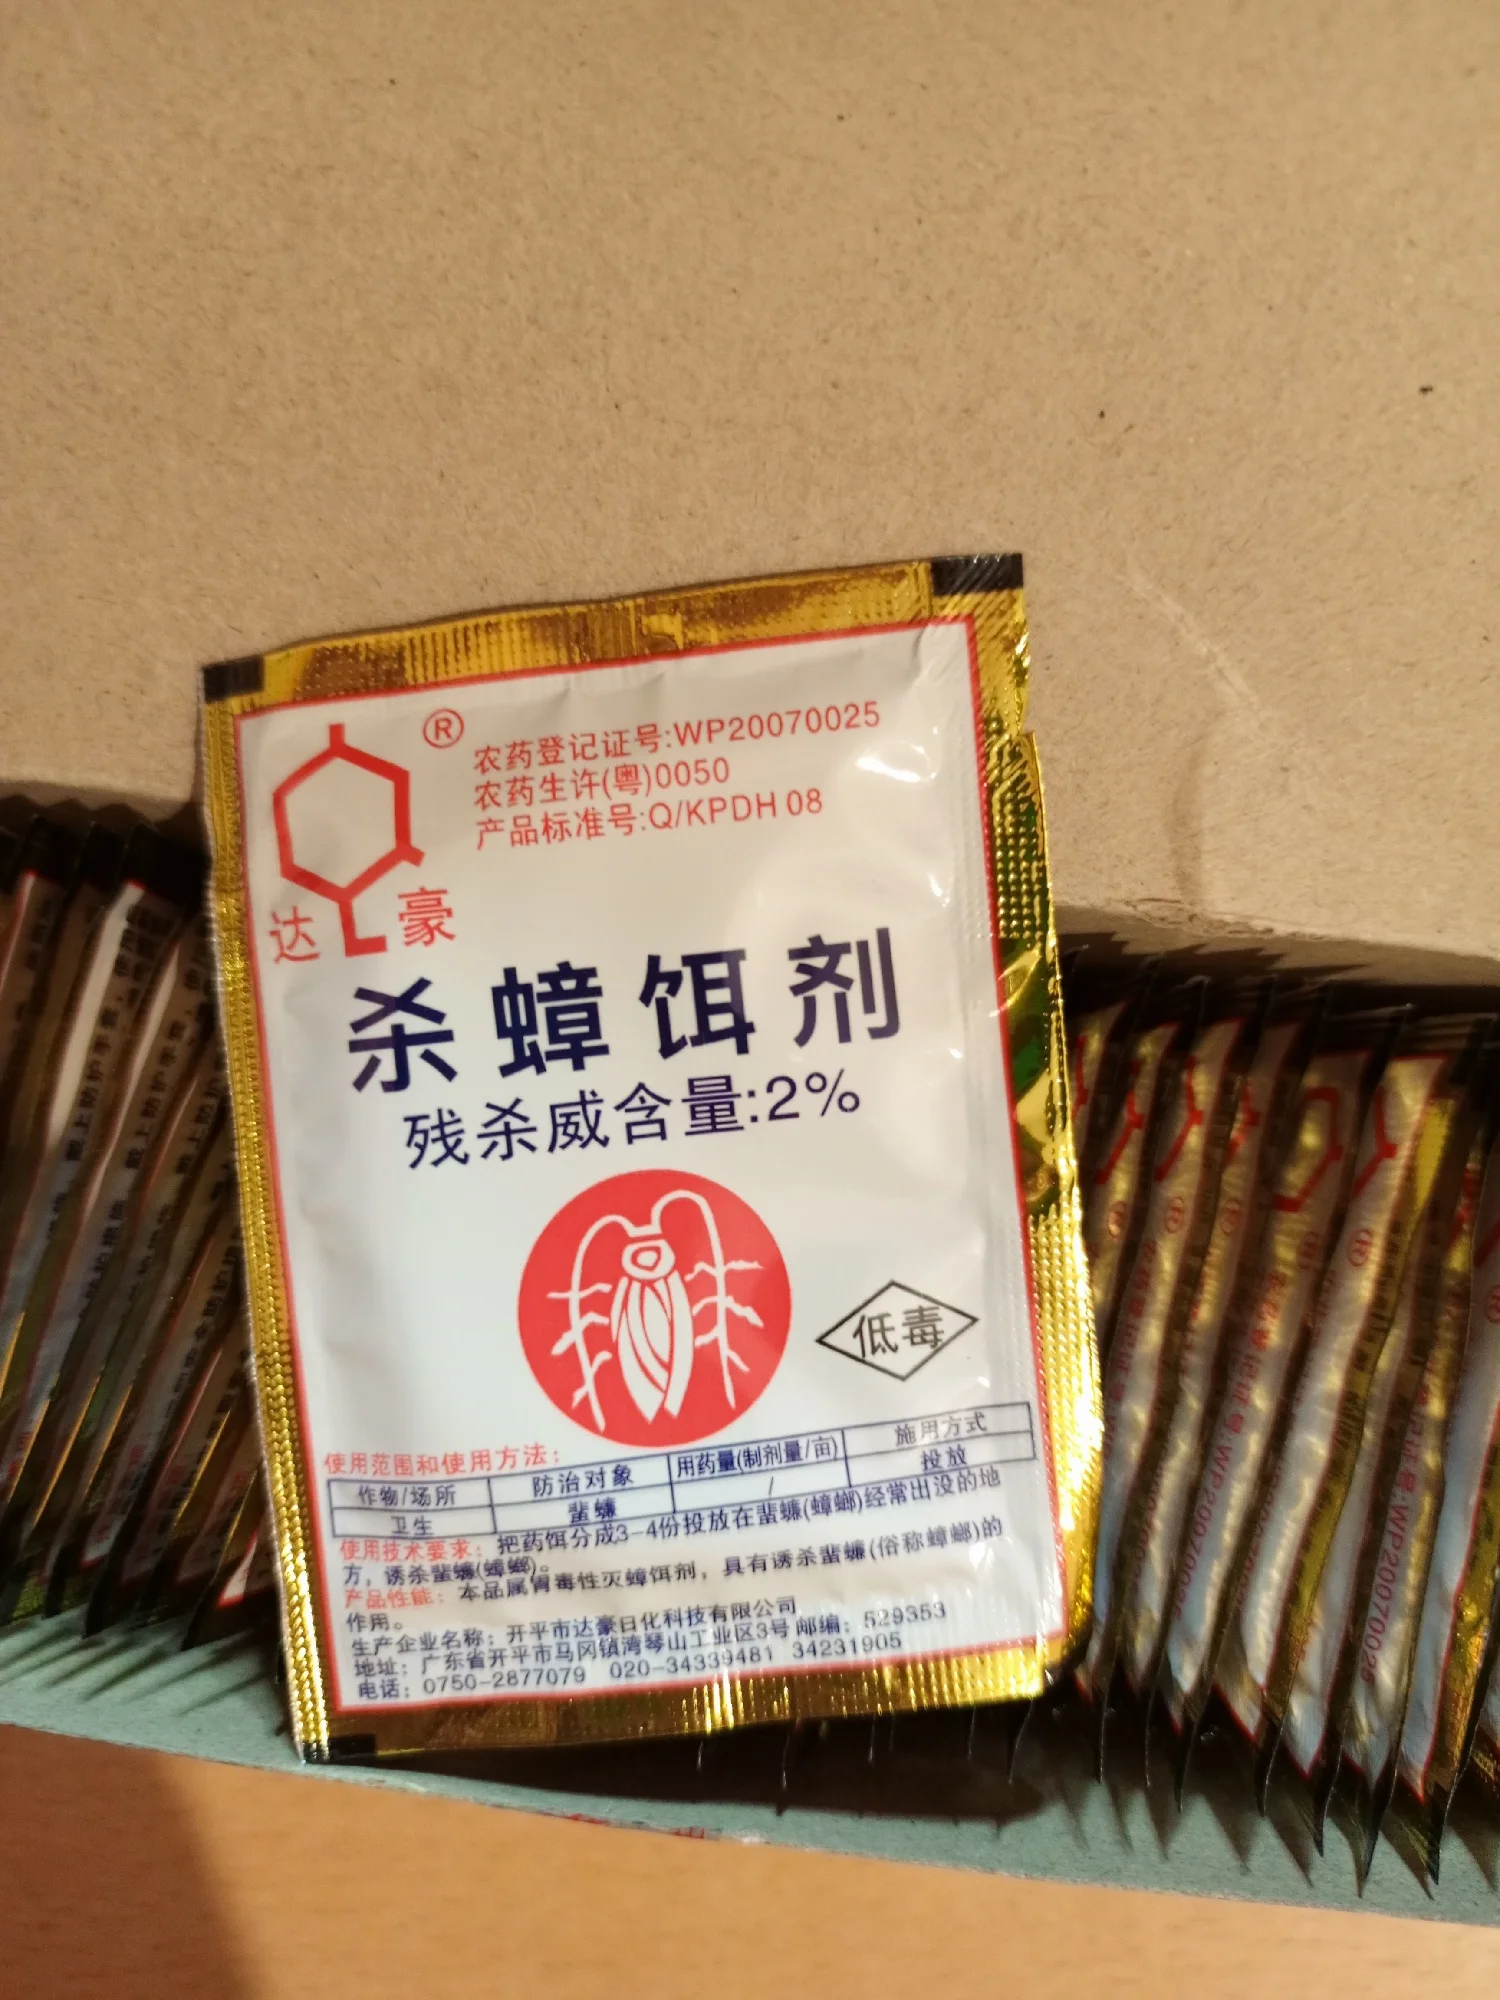 ®
农药登记证号:WP20070025
农药生许(粤)0050
产品标准号:Q/KPDH 08
达豪
杀蟑饵剂
残杀威含量:2%
低毒
使用范围和使用方法:
作物/场所 防治对象 用药量(制剂量/亩) 施用方式
卫生 蜚蠊 / 投放
使用技术要求：把药饵分成3-4份投放在蜚蠊(蟑螂)经常出没的地
方，诱杀蜚蠊(蟑螂)。
产品性能：本品属胃毒性灭蟑饵剂，具有诱杀蜚蠊(俗称蟑螂)的
作用。
生产企业名称：开平市达豪日化科技有限公司
地址：广东省开平市马冈镇湾琴山工业区3号 邮编：529353
电话：0750-2877079 020-34339481 34231905